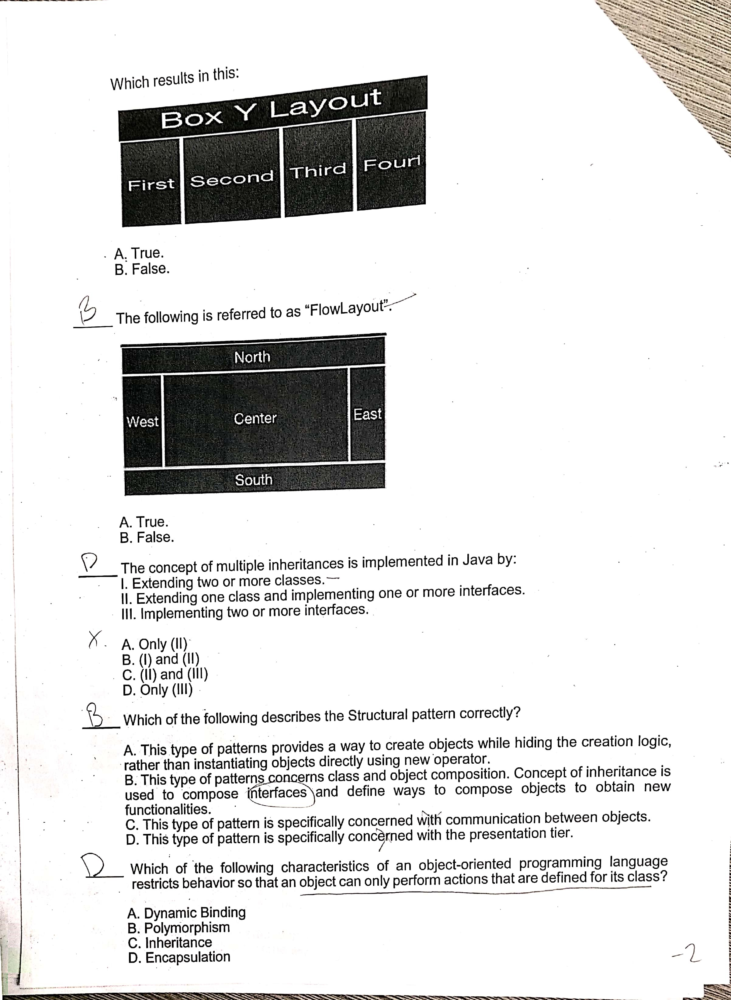 Which results in this:
Box Y Layout
First Second Third Fourt
A. True.
B. False.
B The following is referred to as “FlowLayout”.
North
West Center East
South
A. True.
B. False.
D The concept of multiple inheritances is implemented in Java by:
I. Extending two or more classes.
II. Extending one class and implementing one or more interfaces.
III. Implementing two or more interfaces.
X A. Only (II)
B. (I) and (II)
C. (II) and (III)
D. Only (III)
B Which of the following describes the Structural pattern correctly?
A. This type of patterns provides a way to create objects while hiding the creation logic,
rather than instantiating objects directly using new operator.
B. This type of patterns concerns class and object composition. Concept of inheritance is
used to compose interfaces and define ways to compose objects to obtain new
functionalities.
C. This type of pattern is specifically concerned with communication between objects.
D. This type of pattern is specifically concerned with the presentation tier.
D Which of the following characteristics of an object-oriented programming language
restricts behavior so that an object can only perform actions that are defined for its class?
A. Dynamic Binding
B. Polymorphism
C. Inheritance
D. Encapsulation
-2